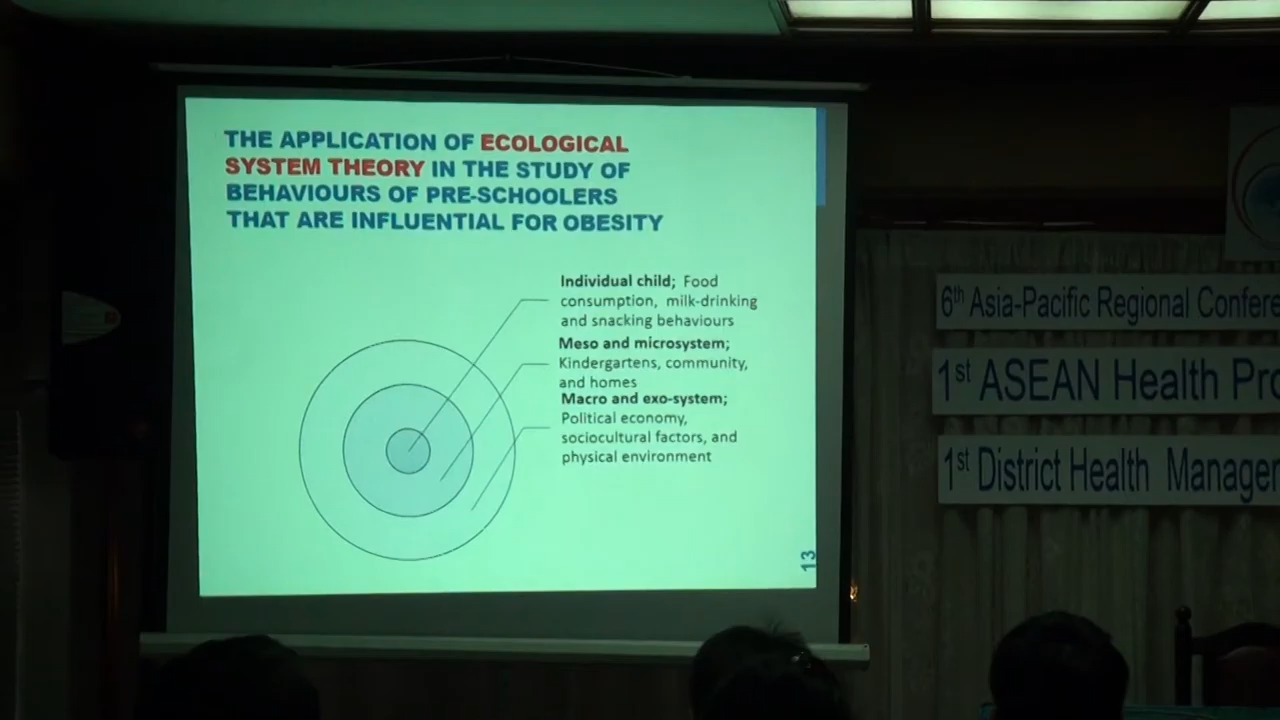 THE APPLICATION OF ECOLOGICAL
SYSTEM THEORY IN THE STUDY OF
BEHAVIOURS OF PRE-SCHOOLERS
THAT ARE INFLUENTIAL FOR OBESITY
Individual child; Food
consumption, milk-drinking
and snacking behaviours
Meso and microsystem;
Kindergartens, community,
and homes
Macro and exo-system;
Political economy,
sociocultural factors, and
physical environment
13
6th Asia-Pacific Regional Confere
1st ASEAN Health Pro
1st District Health Manager